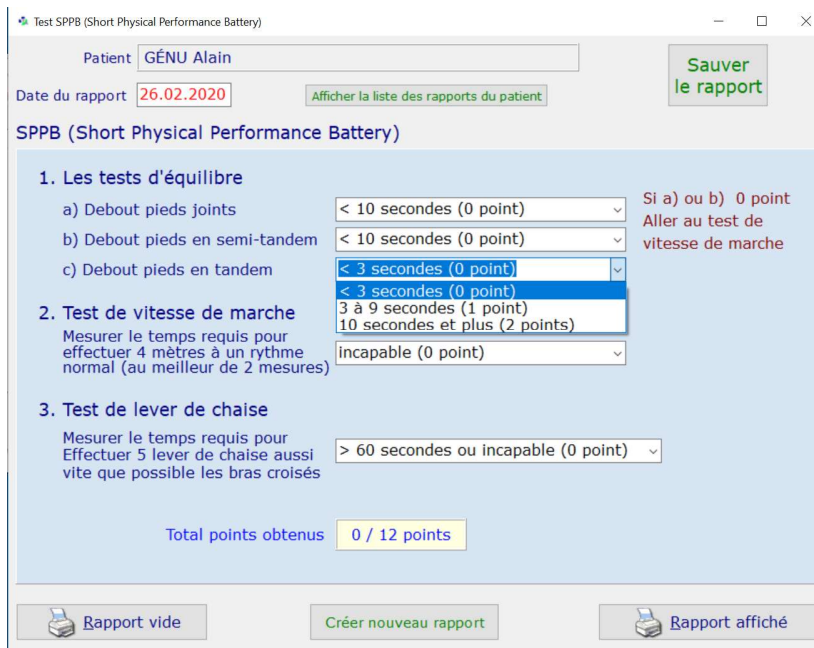 Test SPPB (Short Physical Performance Battery)
Patient GÉNU Alain
Sauver
le rapport
Date du rapport 26.02.2020 Afficher la liste des rapports du patient
SPPB (Short Physical Performance Battery)
1. Les tests d'équilibre
a) Debout pieds joints < 10 secondes (0 point)
b) Debout pieds en semi-tandem < 10 secondes (0 point)
c) Debout pieds en tandem < 3 secondes (0 point)
< 3 secondes (0 point)
3 à 9 secondes (1 point)
10 secondes et plus (2 points)
Si a) ou b) 0 point
Aller au test de
vitesse de marche
2. Test de vitesse de marche
Mesurer le temps requis pour
effectuer 4 mètres à un rythme
normal (au meilleur de 2 mesures)
incapable (0 point)
3. Test de lever de chaise
Mesurer le temps requis pour
Effectuer 5 lever de chaise aussi
vite que possible les bras croisés
> 60 secondes ou incapable (0 point)
Total points obtenus 0 / 12 points
Rapport vide
Créer nouveau rapport
Rapport affiché